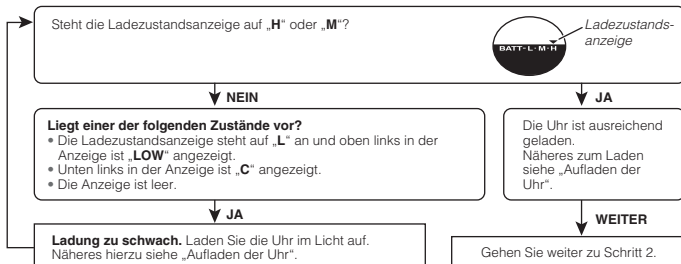 Steht die Ladezustandsanzeige auf „H“ oder „M“?
Ladezustands-
anzeige
BATT-L·M·H
NEIN
JA
Liegt einer der folgenden Zustände vor?
• Die Ladezustandsanzeige steht auf „L“ an und oben links in der
Anzeige ist „LOW“ angezeigt.
• Unten links in der Anzeige ist „C“ angezeigt.
• Die Anzeige ist leer.
Die Uhr ist ausreichend
geladen.
Näheres zum Laden
siehe „Aufladen der
Uhr“.
JA
WEITER
Ladung zu schwach. Laden Sie die Uhr im Licht auf.
Näheres hierzu siehe „Aufladen der Uhr“.
Gehen Sie weiter zu Schritt 2.